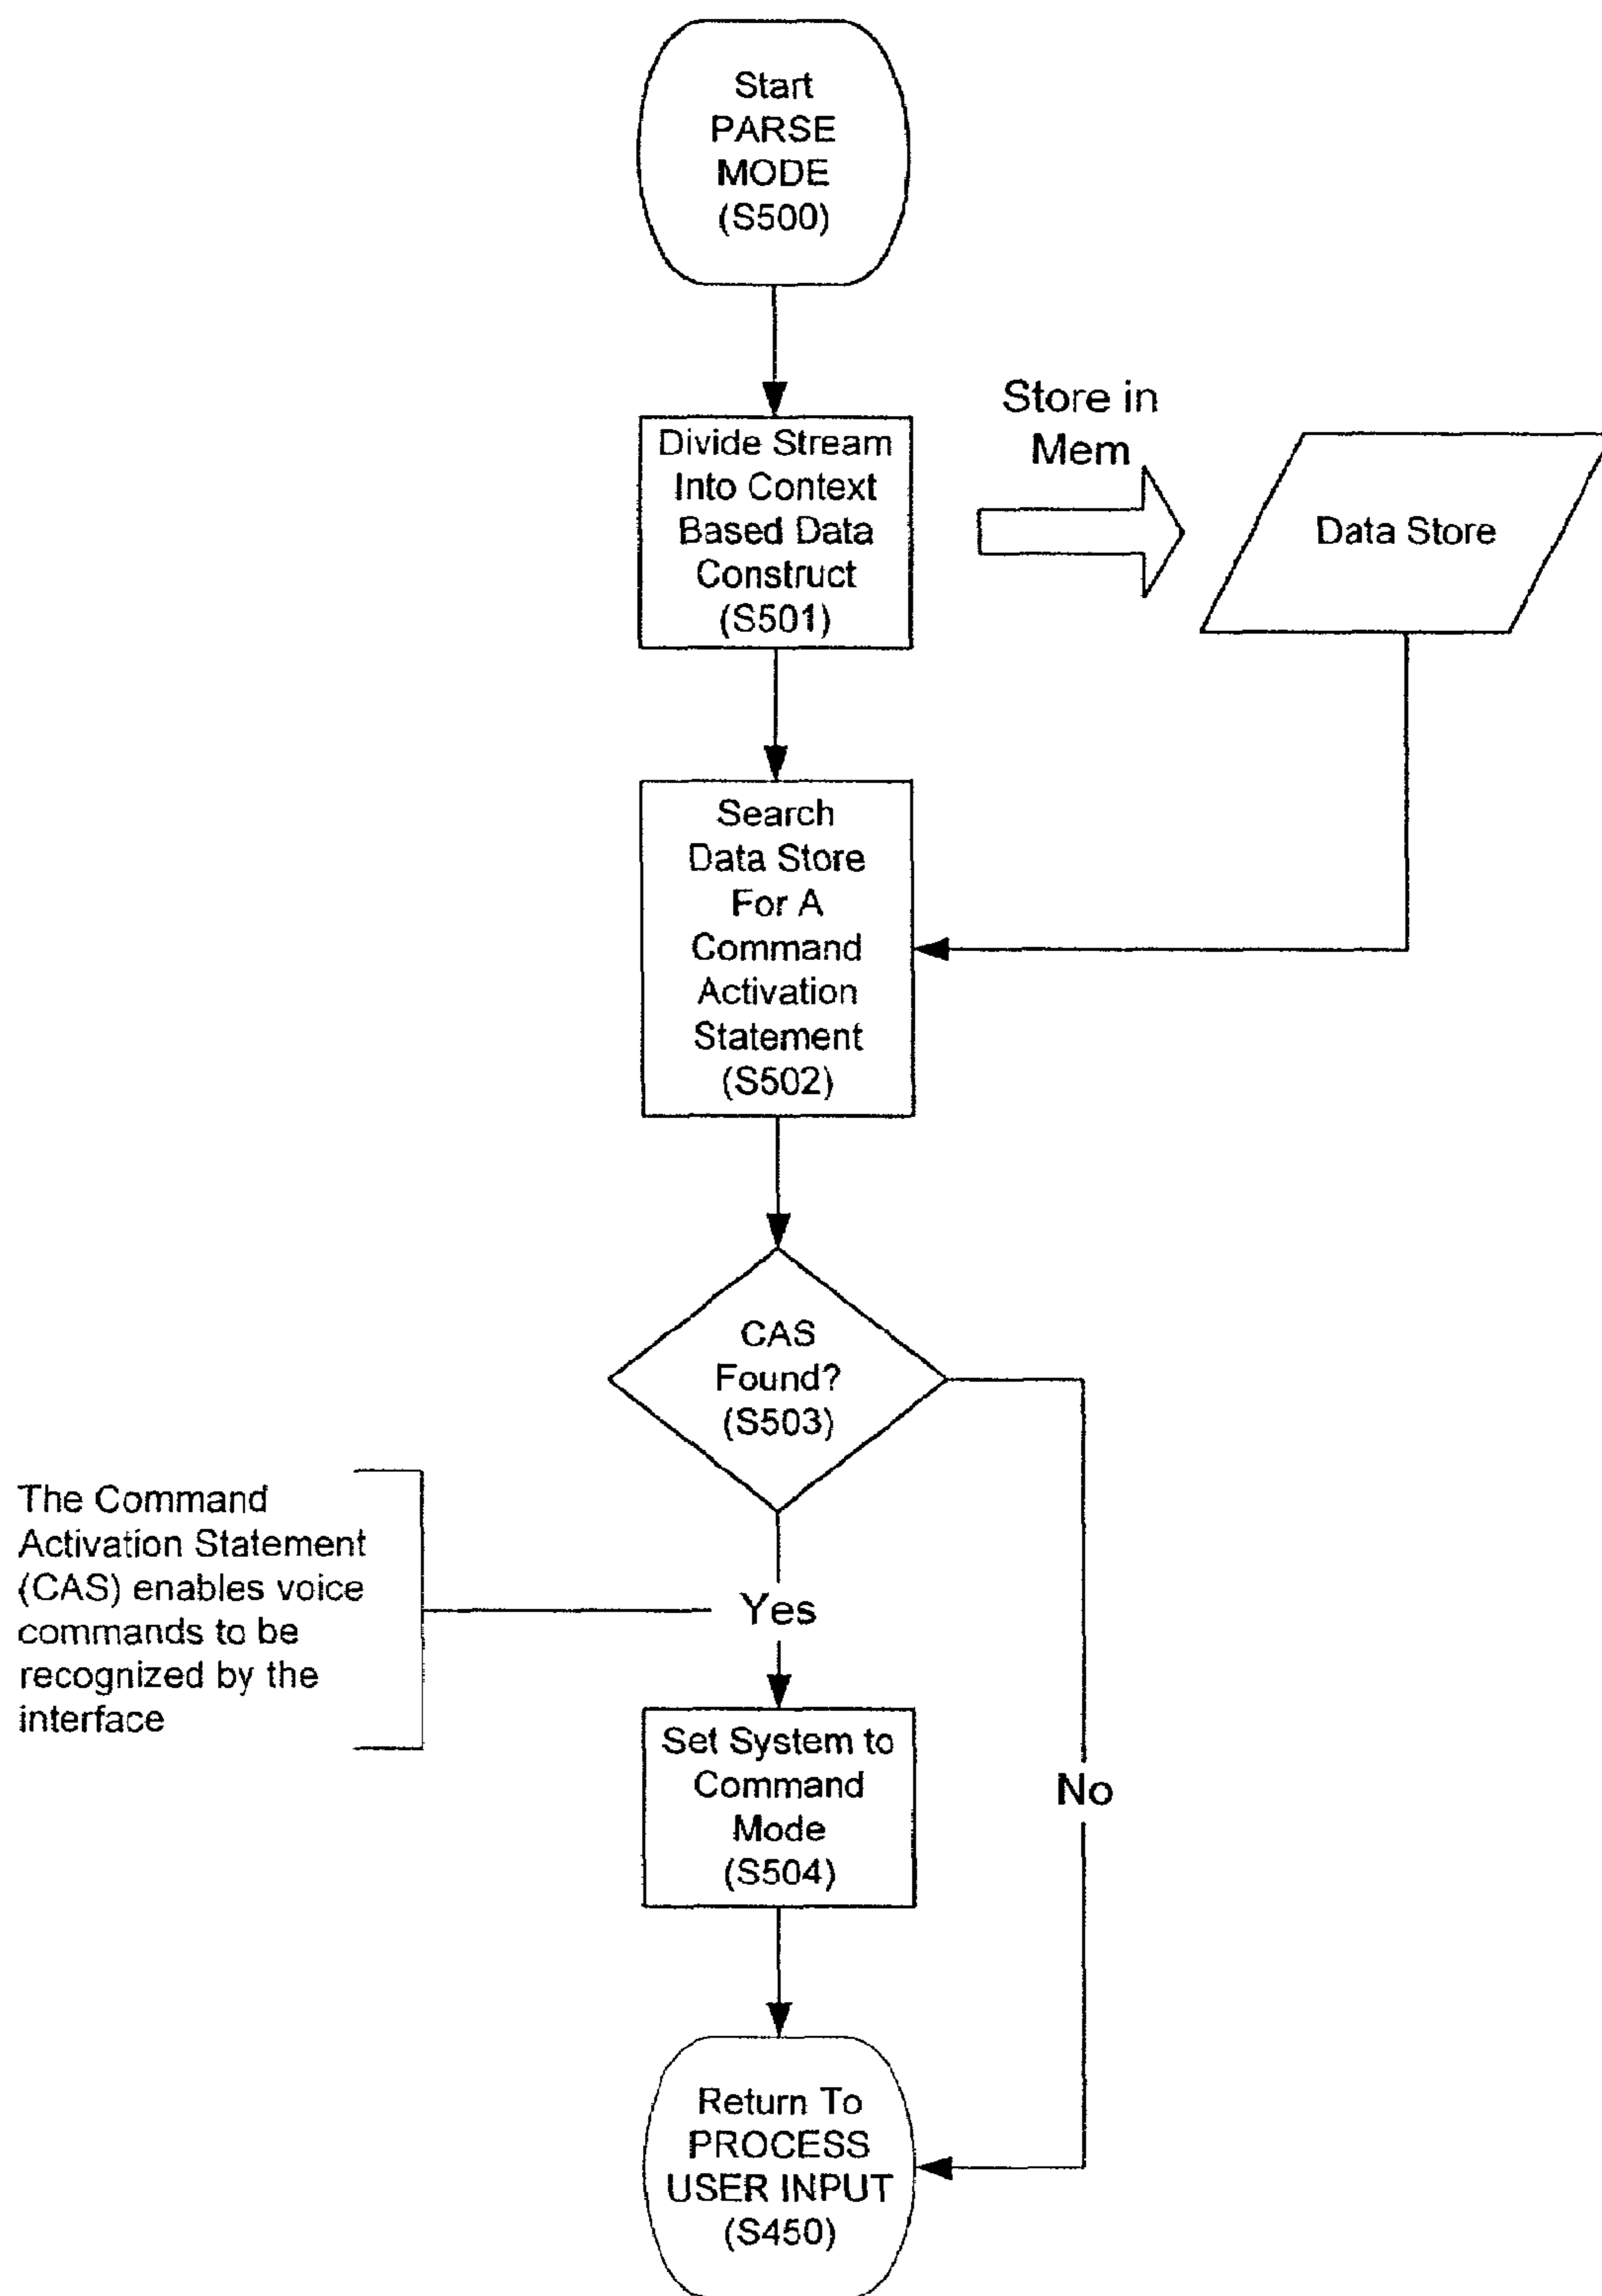 Start
PARSE
MODE
(S500)
Divide Stream
Into Context
Based Data
Construct
(S501)
Store in
Mem
Data Store
Search
Data Store
For A
Command
Activation
Statement
(S502)
CAS
Found?
(S503)
The Command
Activation Statement
(CAS) enables voice
commands to be
recognized by the
interface
Yes
Set System to
Command
Mode
(S504)
No
Return To
PROCESS
USER INPUT
(S450)